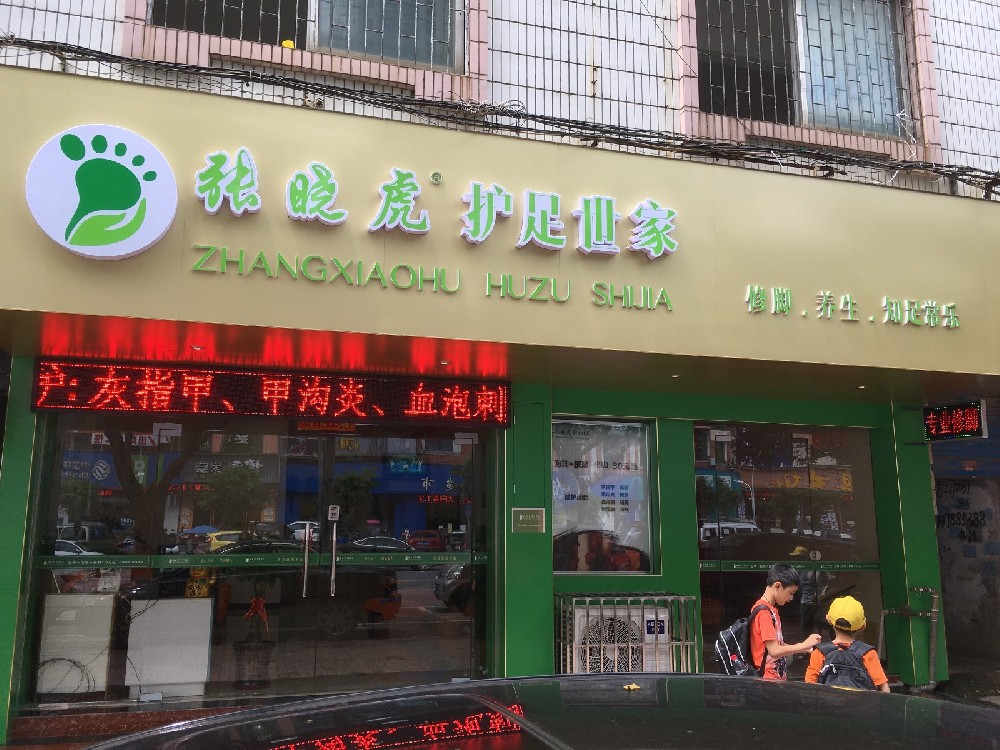 张晓虎® 护足世家
ZHANGXIAOHU HUZU SHIJIA
修脚.养生.知足常乐
户:灰指甲、甲沟炎、血泡刺
专业修脚